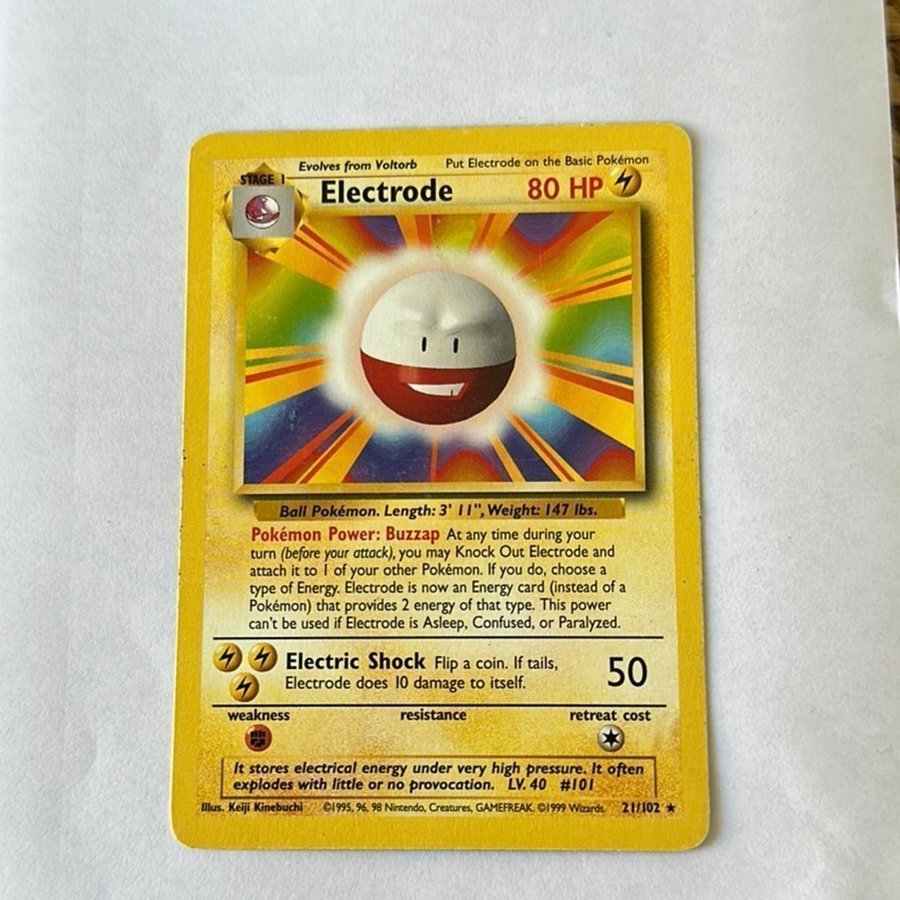 Evolves from Voltorb Put Electrode on the Basic Pokémon
STAGE 1
Electrode 80 HP
Ball Pokémon. Length: 3' 11", Weight: 147 lbs.
Pokémon Power: Buzzap At any time during your
turn (before your attack), you may Knock Out Electrode and
attach it to 1 of your other Pokémon. If you do, choose a
type of Energy. Electrode is now an Energy card (instead of a
Pokémon) that provides 2 energy of that type. This power
can't be used if Electrode is Asleep, Confused, or Paralyzed.
Electric Shock Flip a coin. If tails,
Electrode does 10 damage to itself.
50
weakness resistance retreat cost
It stores electrical energy under very high pressure. It often
explodes with little or no provocation. LV. 40 #101
Illus. Keiji Kinebuchi ©1995, 96, 98 Nintendo, Creatures, GAMEFREAK. ©1999 Wizards. 21/102 ★